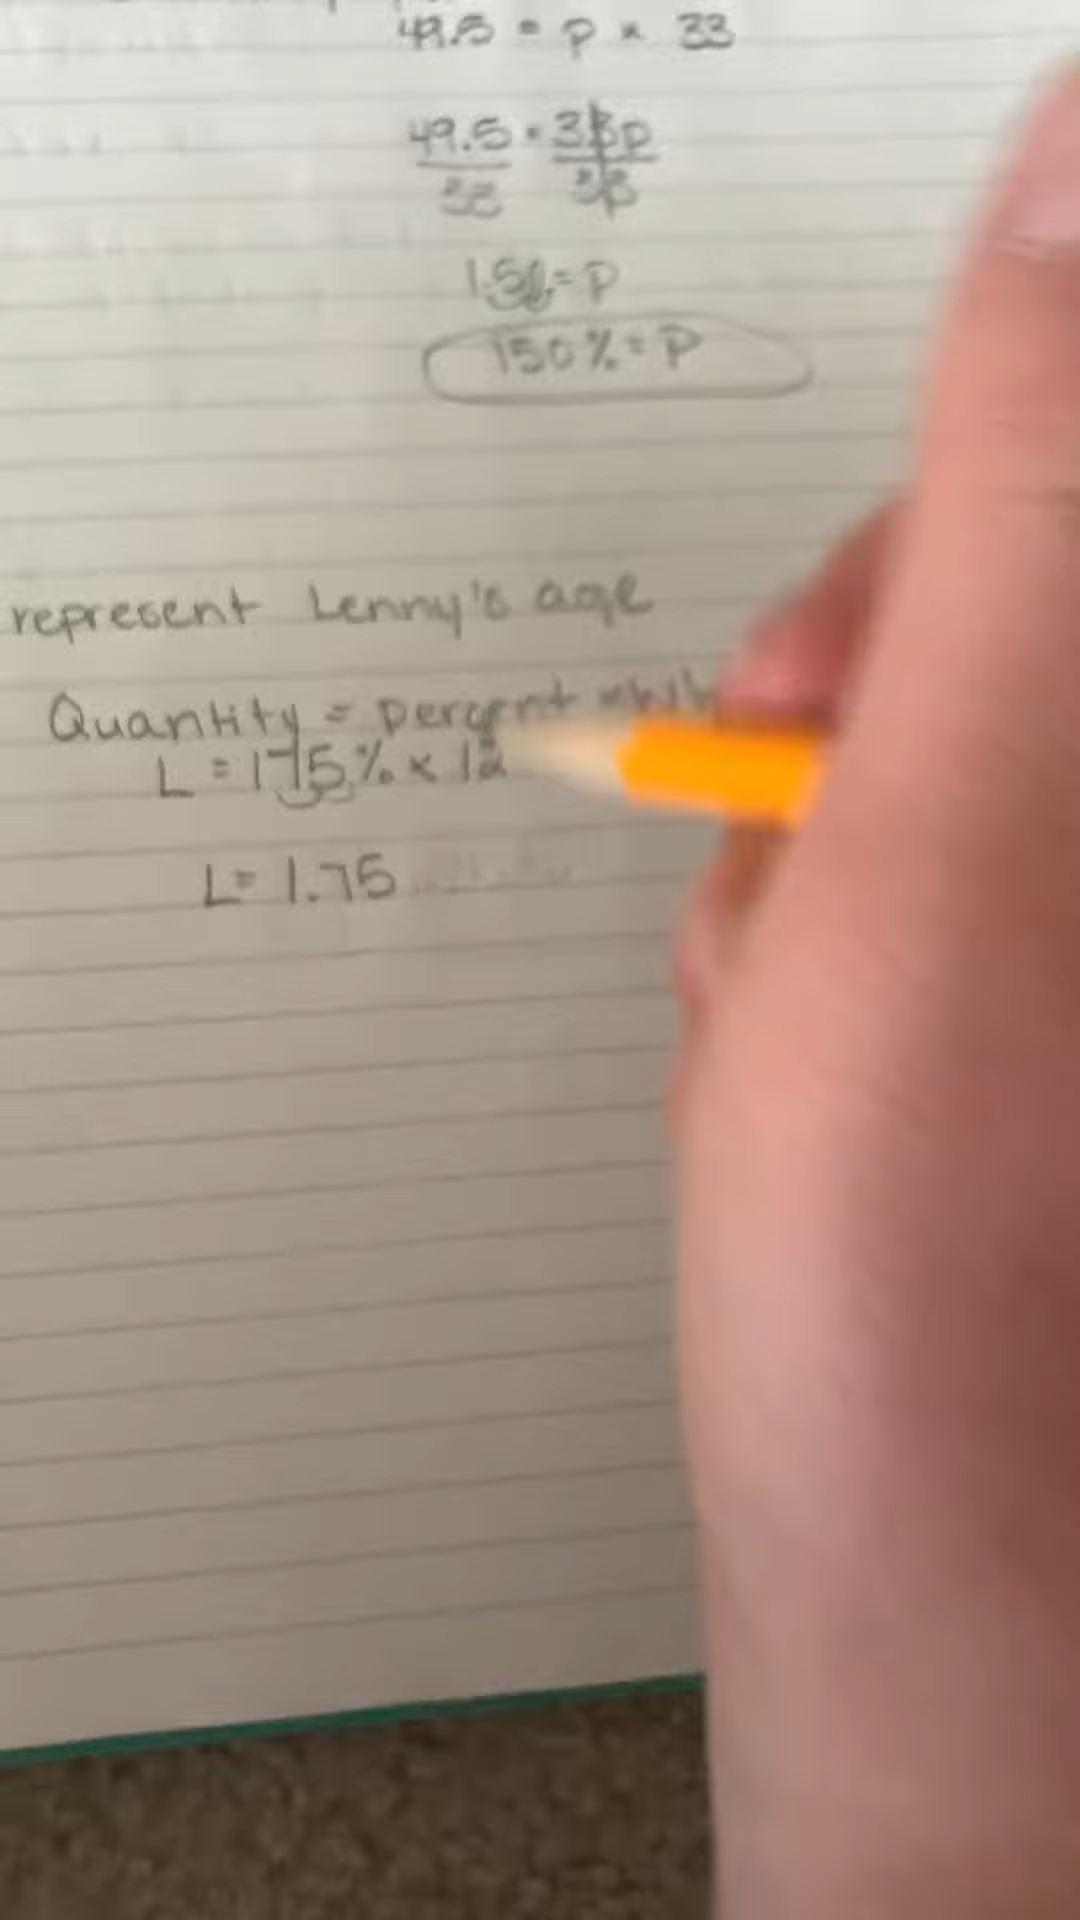 49.5 = p x 33
49.5 = 33p
33 33
1.50 = P
150% = P
represent Lenny's age
Quantity = percent x
L = 175% x 12
L = 1.75